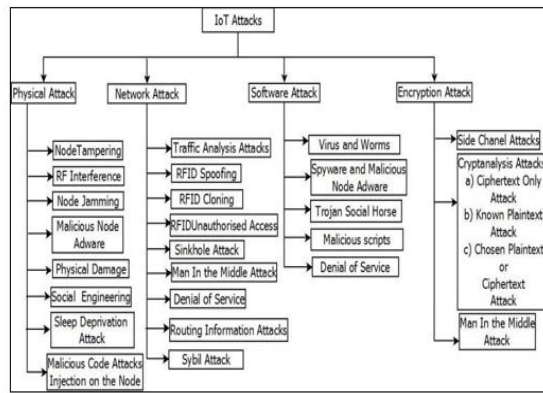 IoT Attacks
Physical Attack
Network Attack
Software Attack
Encryption Attack
NodeTampering
RF Interference
Node Jamming
Malicious Node
Adware
Physical Damage
Social Engineering
Sleep Deprivation
Attack
Malicious Code Attacks
Injection on the Node
Traffic Analysis Attacks
RFID Spoofing
RFID Cloning
RFIDUnauthorised Access
Sinkhole Attack
Man In the Middle Attack
Denial of Service
Routing Information Attacks
Sybil Attack
Virus and Worms
Spyware and Malicious
Node Adware
Trojan Social Horse
Malicious scripts
Denial of Service
Side Chanel Attacks
Cryptanalysis Attacks
a) Ciphertext Only
Attack
b) Known Plaintext
Attack
c) Chosen Plaintext
or
Ciphertext
Attack
Man In the Middle
Attack